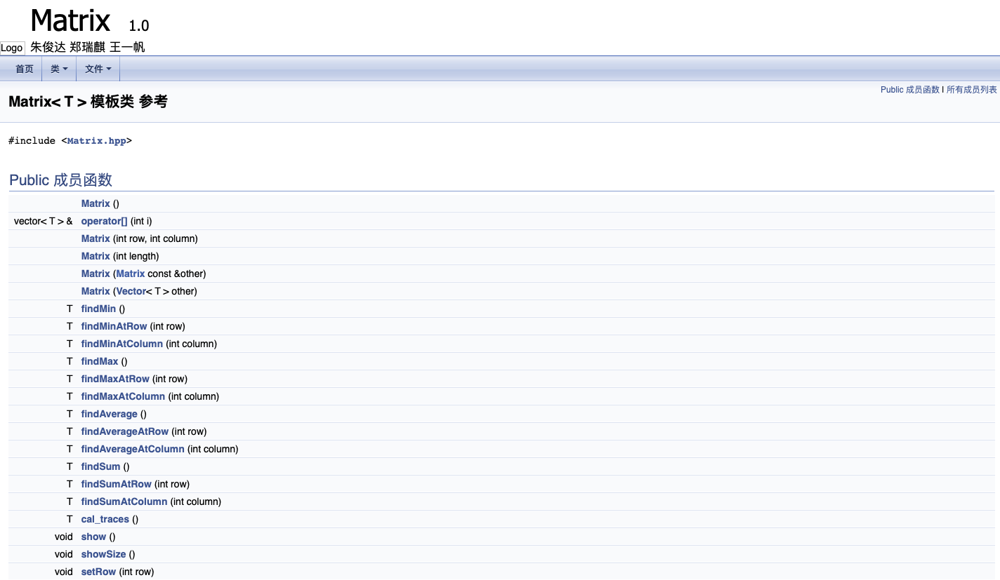 Matrix 1.0
Logo 朱俊达 郑瑞麒 王一帆
首页 类 文件
Public 成员函数 | 所有成员列表
Matrix< T > 模板类 参考
#include <Matrix.hpp>
Public 成员函数
Matrix ()
vector< T > & operator[] (int i)
Matrix (int row, int column)
Matrix (int length)
Matrix (Matrix const &other)
Matrix (Vector< T > other)
T findMin ()
T findMinAtRow (int row)
T findMinAtColumn (int column)
T findMax ()
T findMaxAtRow (int row)
T findMaxAtColumn (int column)
T findAverage ()
T findAverageAtRow (int row)
T findAverageAtColumn (int column)
T findSum ()
T findSumAtRow (int row)
T findSumAtColumn (int column)
T cal_traces ()
void show ()
void showSize ()
void setRow (int row)